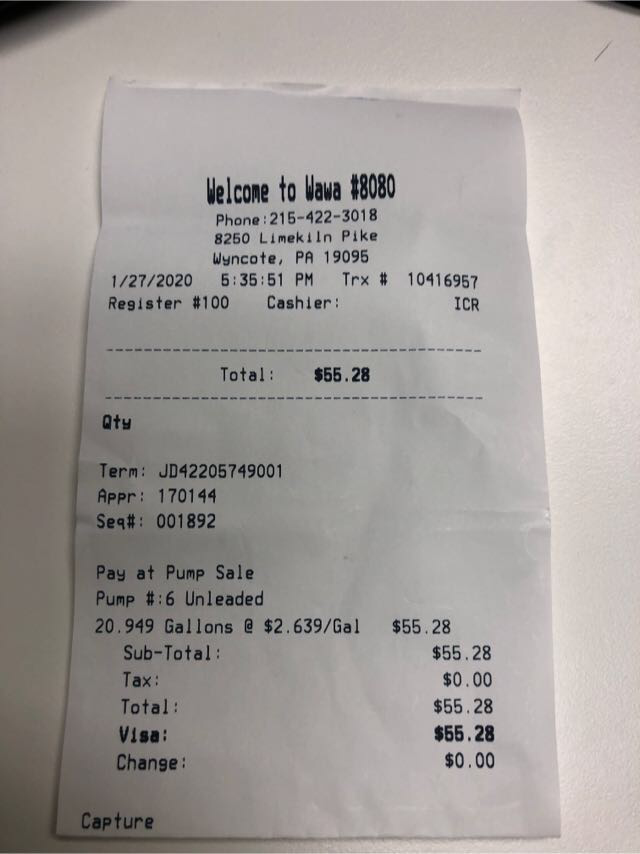 Welcome to Wawa #8080
Phone:215-422-3018
8250 Limekiln Pike
Wyncote, PA 19095
1/27/2020 5:35:51 PM Trx # 10416957
Register #100 Cashier: ICR
Total: $55.28
Qty
Term: JD42205749001
Appr: 170144
Seq#: 001892
Pay at Pump Sale
Pump #:6 Unleaded
20.949 Gallons @ $2.639/Gal $55.28
Sub-Total: $55.28
Tax: $0.00
Total: $55.28
Visa: $55.28
Change: $0.00
Capture